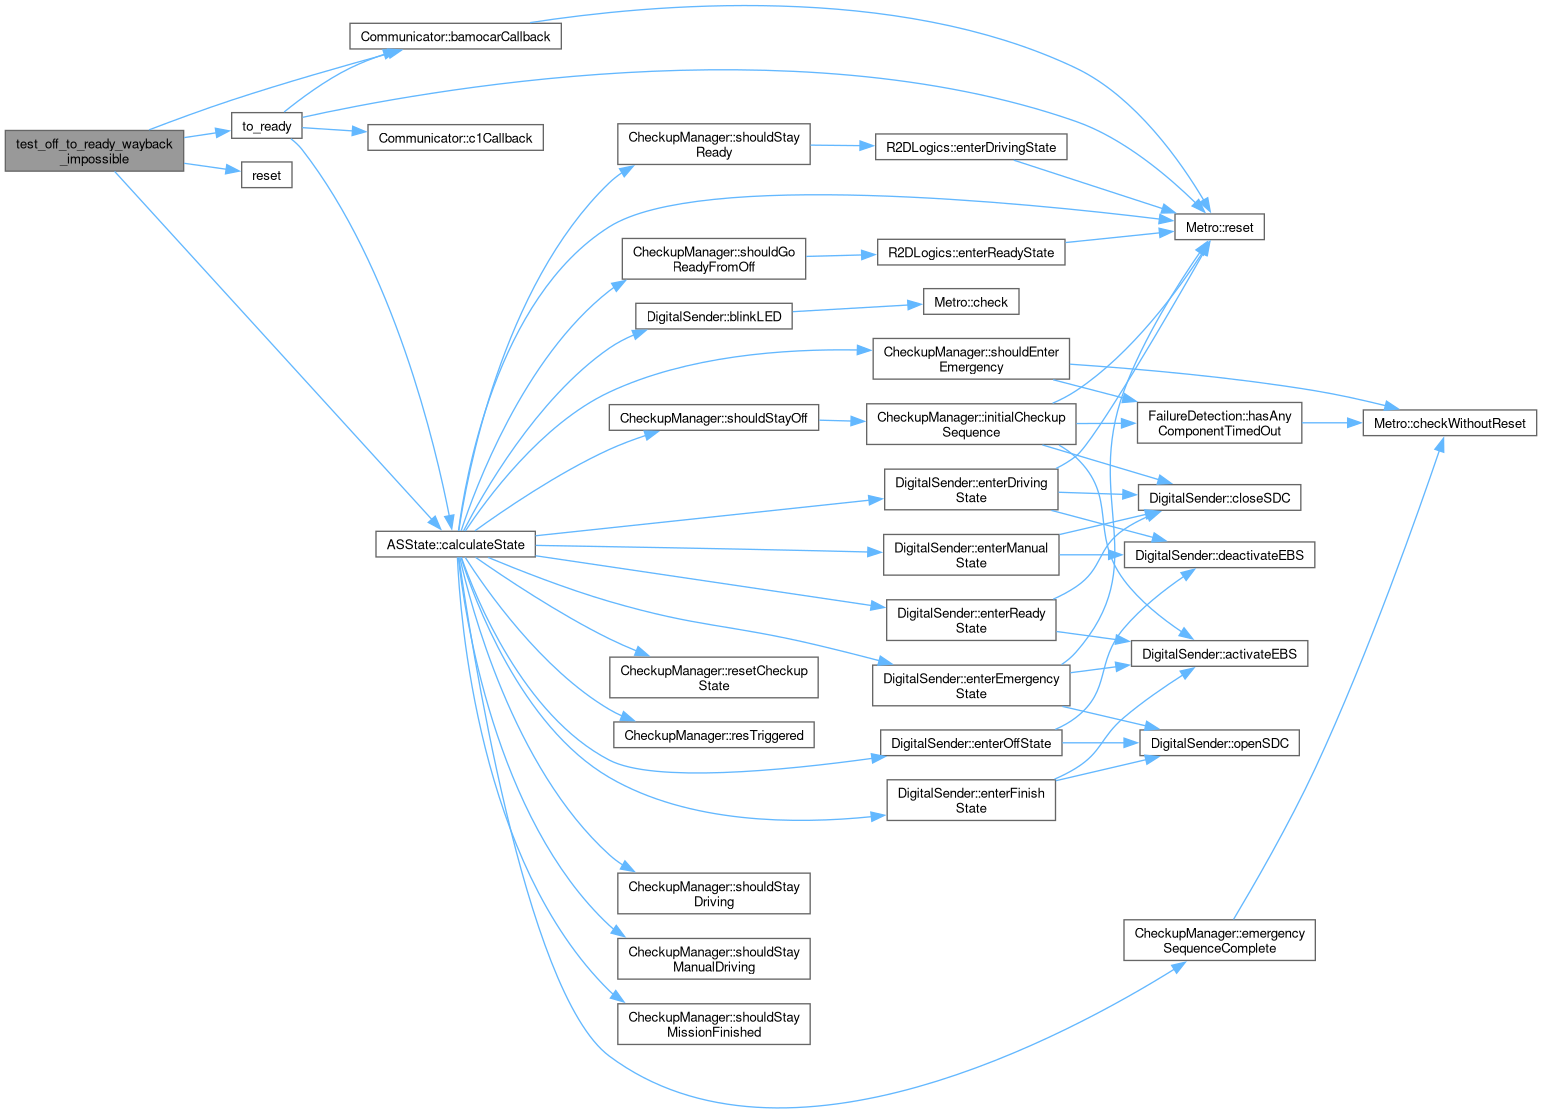 Communicator::bamocarCallback
to_ready
test_off_to_ready_wayback
_impossible
Communicator::c1Callback
reset
CheckupManager::shouldStay
Ready
R2DLogics::enterDrivingState
Metro::reset
CheckupManager::shouldGo
ReadyFromOff
R2DLogics::enterReadyState
DigitalSender::blinkLED
Metro::check
CheckupManager::shouldEnter
Emergency
CheckupManager::shouldStayOff
CheckupManager::initialCheckup
Sequence
FailureDetection::hasAny
ComponentTimedOut
Metro::checkWithoutReset
DigitalSender::enterDriving
State
DigitalSender::closeSDC
ASState::calculateState
DigitalSender::enterManual
State
DigitalSender::deactivateEBS
DigitalSender::enterReady
State
DigitalSender::activateEBS
CheckupManager::resetCheckup
State
DigitalSender::enterEmergency
State
CheckupManager::resTriggered
DigitalSender::enterOffState
DigitalSender::openSDC
DigitalSender::enterFinish
State
CheckupManager::shouldStay
Driving
CheckupManager::emergency
SequenceComplete
CheckupManager::shouldStay
ManualDriving
CheckupManager::shouldStay
MissionFinished